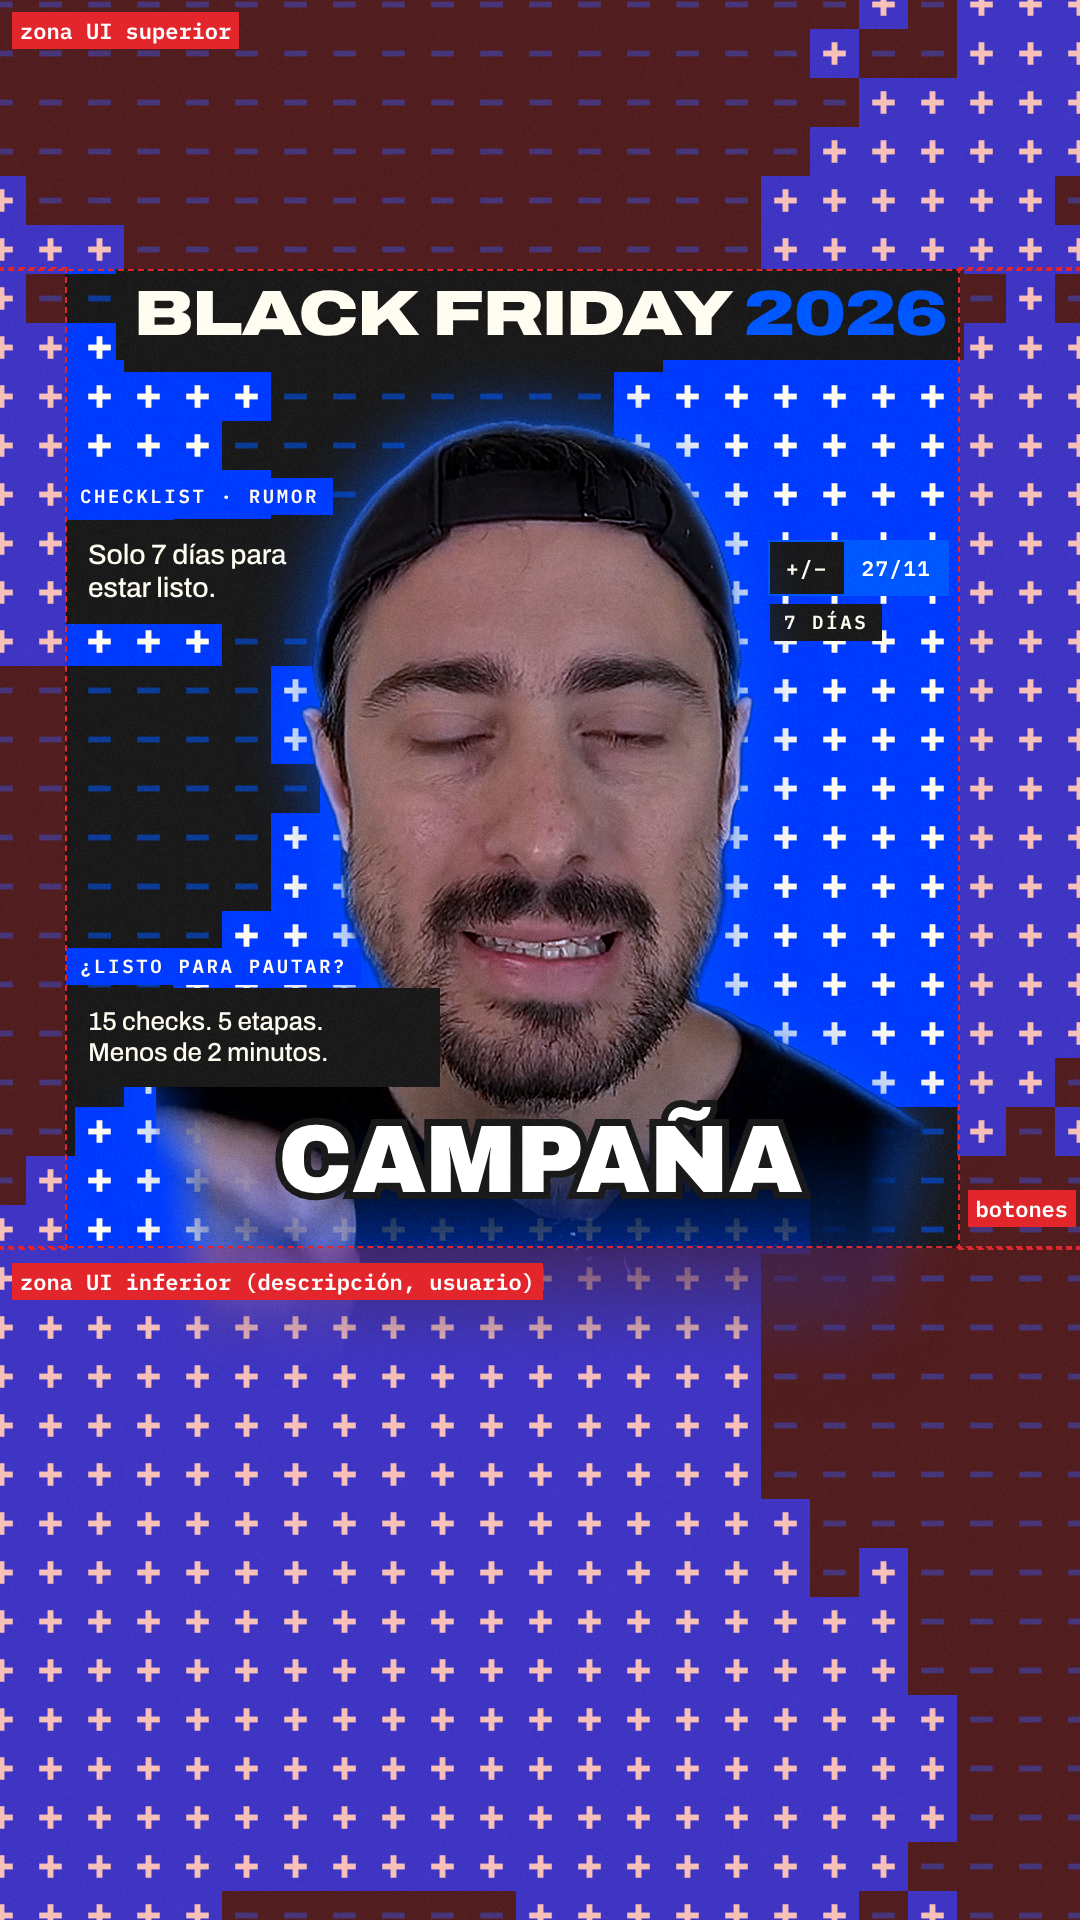 zona UI superior
BLACK FRIDAY 2026
CHECKLIST · RUMOR
Solo 7 días para
estar listo.
+/− 27/11
7 DÍAS
¿LISTO PARA PAUTAR?
15 checks. 5 etapas.
Menos de 2 minutos.
CAMPAÑA
botones
zona UI inferior (descripción, usuario)